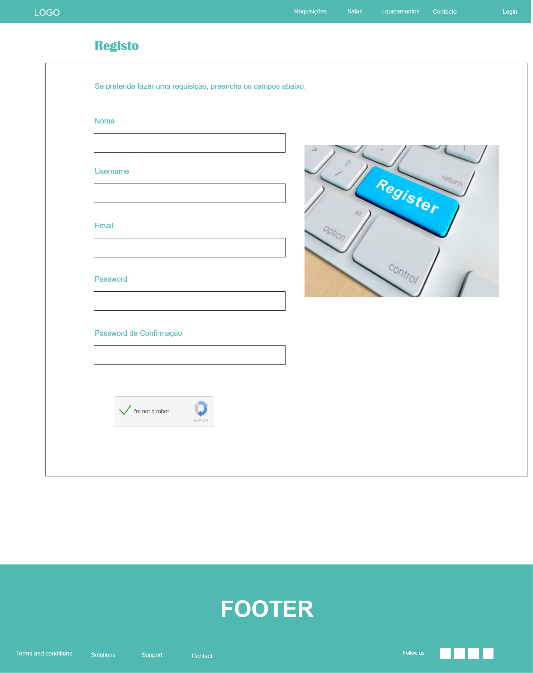 LOGO
Requisições Salas Equipamentos Contacto Login
Registo
Se pretende fazer uma requisição, preencha os campos abaixo.
Nome
Username
Email
Password
Password de Confirmação
Register
return
option
control
I'm not a robot
reCAPTCHA
FOOTER
Terms and conditions Solutions Support Contact Follow us: